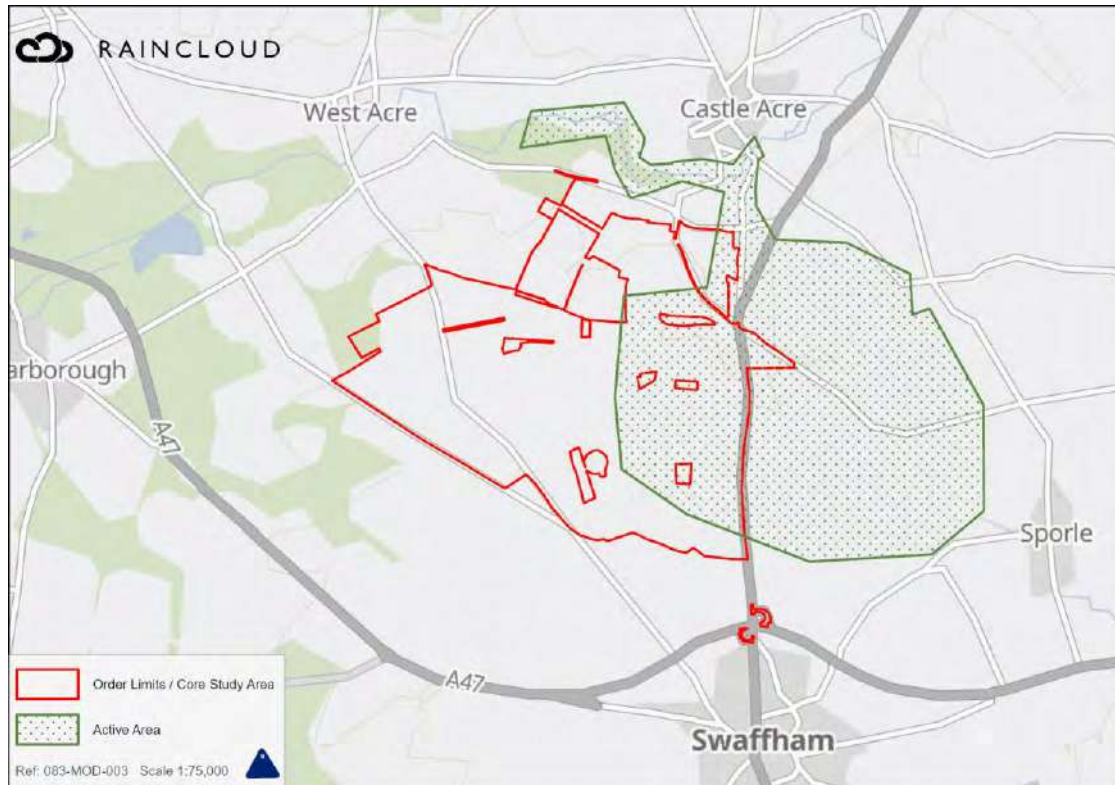 RAINCLOUD
West Acre
Castle Acre
arborough
A47
Sporle
A47
Swaffham
Order Limits / Core Study Area
Active Area
Ref: 083-MOD-003 Scale 1:75,000